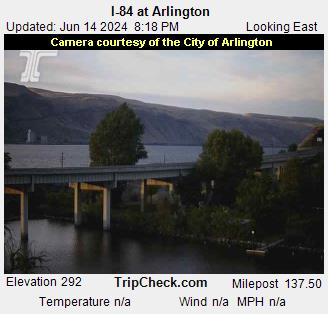 I-84 at Arlington
Updated: Jun 14 2024 8:18 PM Looking East
Camera courtesy of the City of Arlington
Elevation 292 TripCheck.com Milepost 137.50
Temperature n/a Wind n/a MPH n/a